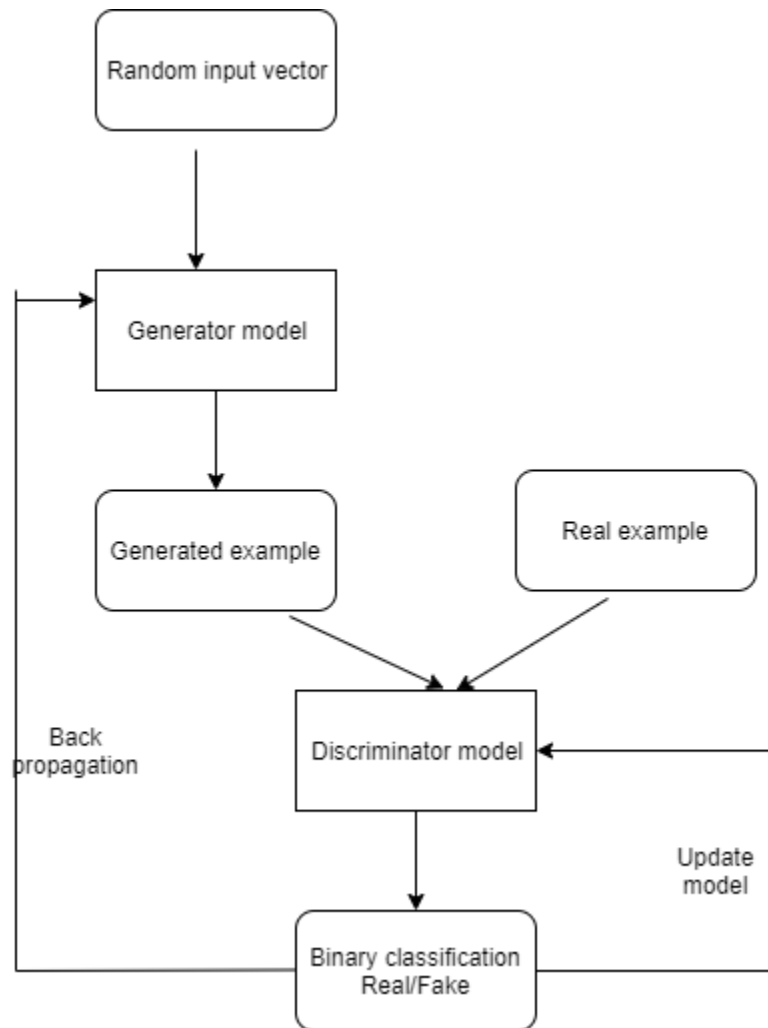 Random input vector
Generator model
Generated example
Real example
Back
propagation
Discriminator model
Update
model
Binary classification
Real/Fake